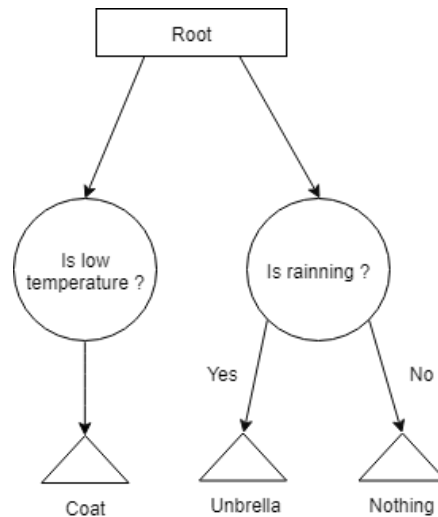 Root
Is low
temperature ?
Is rainning ?
Yes
No
Coat
Unbrella
Nothing